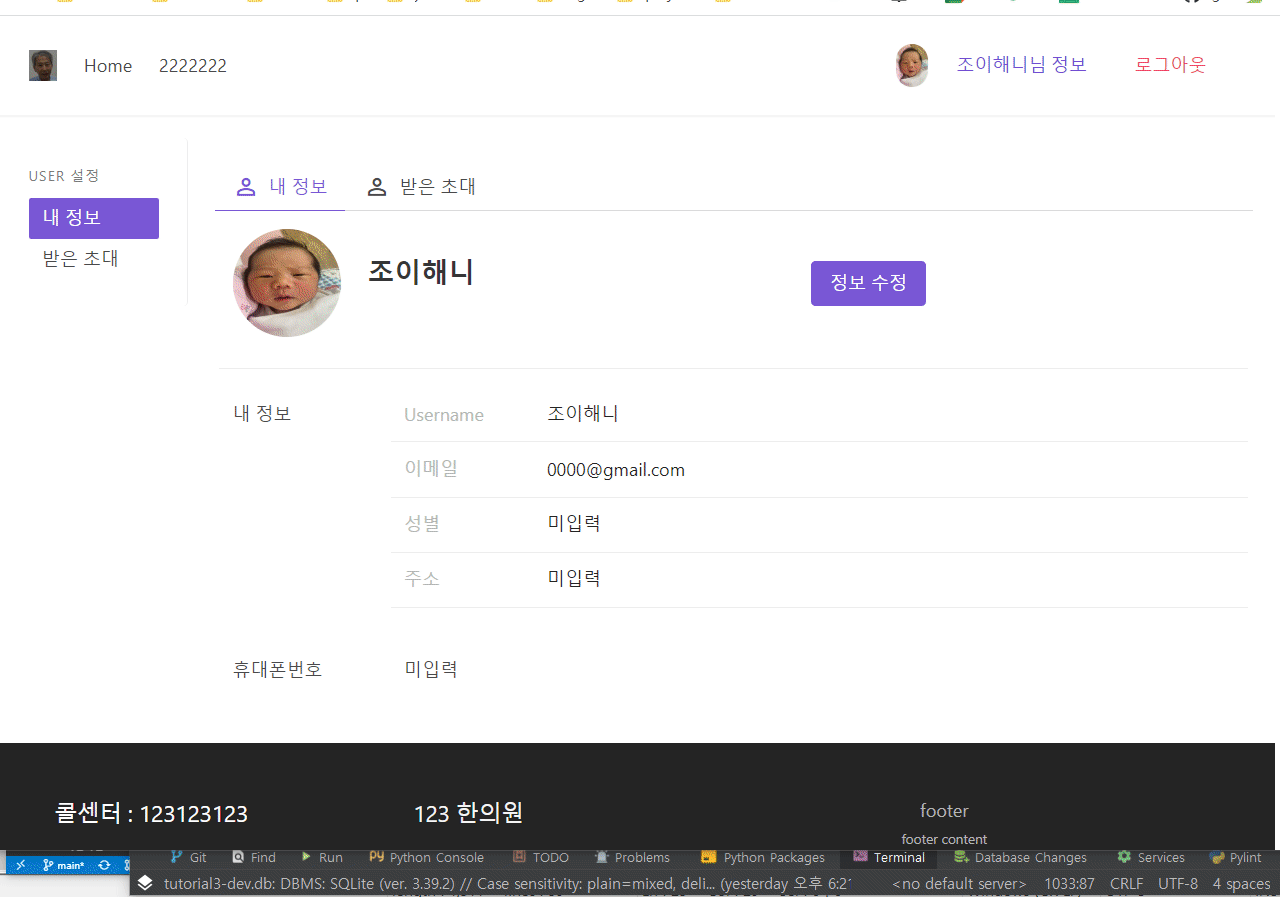 Home 2222222 조이해니님 정보 로그아웃
USER 설정
내 정보
받은 초대
내 정보 받은 초대
조이해니 정보 수정
내 정보 Username 조이해니
이메일 0000@gmail.com
성별 미입력
주소 미입력
휴대폰번호 미입력
콜센터 : 123123123 123 한의원 footer
footer content
main* Git Find Run Python Console TODO Problems Python Packages Terminal Database Changes Services Pylint
tutorial3-dev.db: DBMS: SQLite (ver. 3.39.2) // Case sensitivity: plain=mixed, deli... (yesterday 오후 6:21 <no default server> 1033:87 CRLF UTF-8 4 spaces